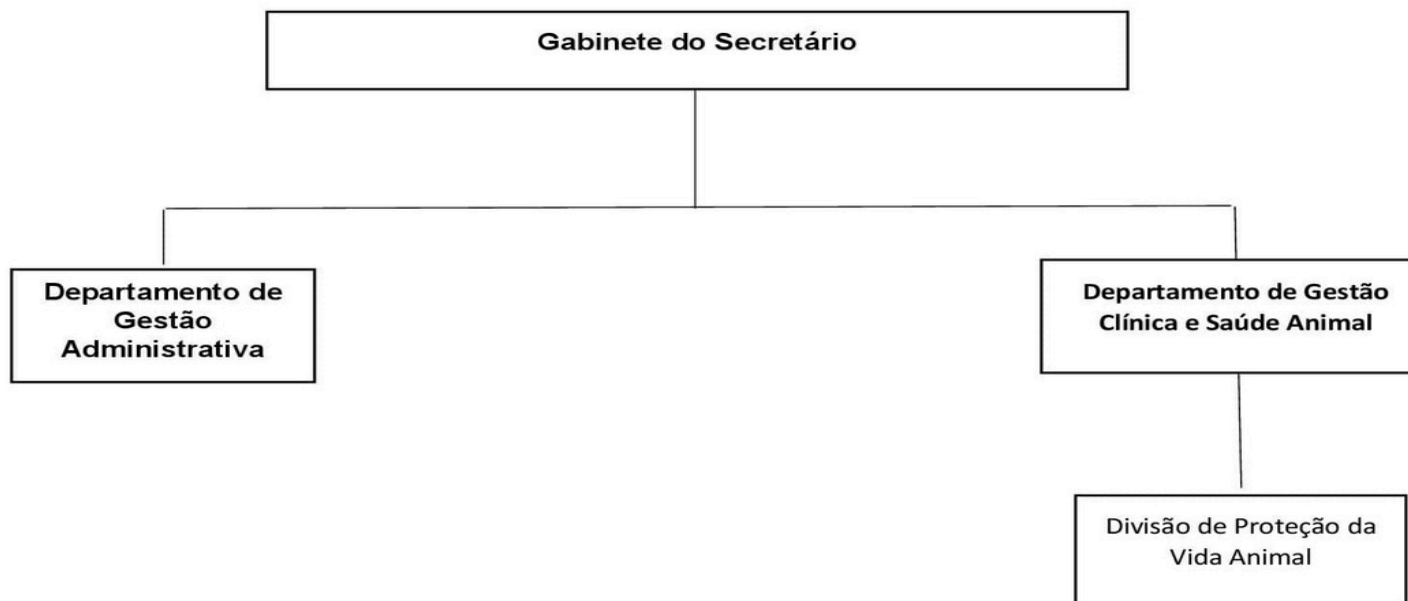 Gabinete do Secretário
Departamento de
Gestão
Administrativa
Departamento de Gestão
Clínica e Saúde Animal
Divisão de Proteção da
Vida Animal